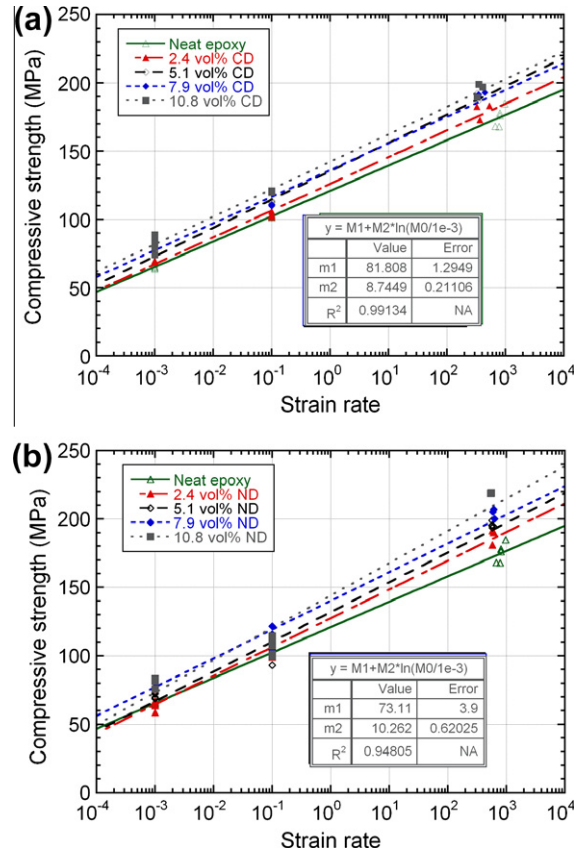 (a)
250
200
150
100
50
0
Compressive strength (MPa)
Neat epoxy
2.4 vol% CD
5.1 vol% CD
7.9 vol% CD
10.8 vol% CD
y = M1+M2*ln(M0/1e-3)
Value Error
m1 81.808 1.2949
m2 8.7449 0.21106
R² 0.99134 NA
10⁻⁴ 10⁻³ 10⁻² 10⁻¹ 10⁰ 10¹ 10² 10³ 10⁴
Strain rate
(b)
250
200
150
100
50
0
Compressive strength (MPa)
Neat epoxy
2.4 vol% ND
5.1 vol% ND
7.9 vol% ND
10.8 vol% ND
y = M1+M2*ln(M0/1e-3)
Value Error
m1 73.11 3.9
m2 10.262 0.62025
R² 0.94805 NA
10⁻⁴ 10⁻³ 10⁻² 10⁻¹ 10⁰ 10¹ 10² 10³ 10⁴
Strain rate